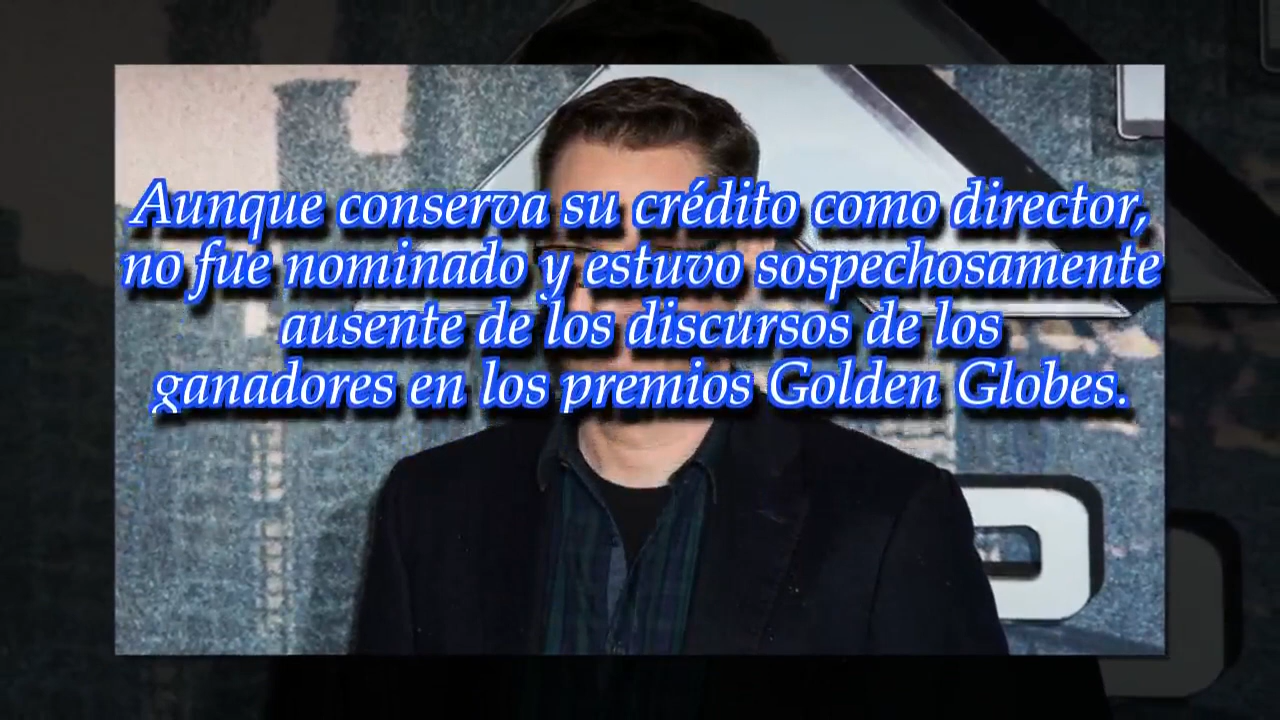 Aunque conserva su crédito como director,
no fue nominado y estuvo sospechosamente
ausente de los discursos de los
ganadores en los premios Golden Globes.